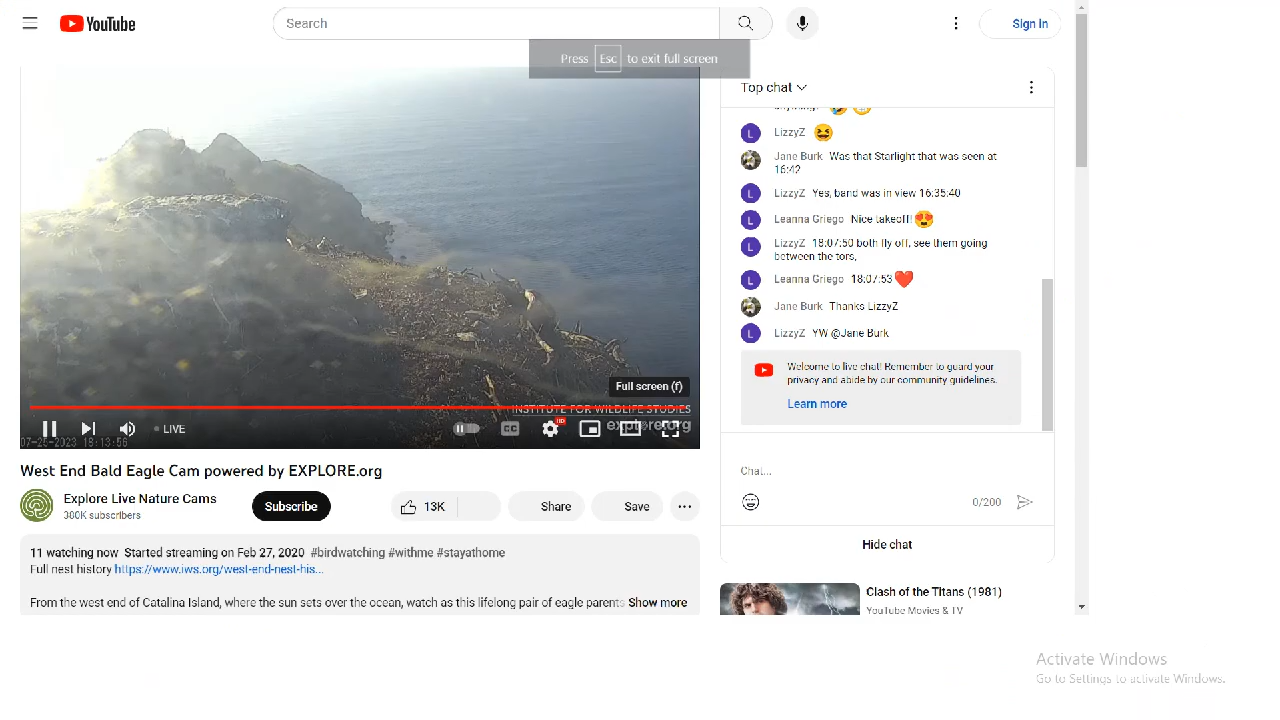 YouTube
Search
Sign in
Press Esc to exit full screen
Top chat
LizzyZ
Jane Burk Was that Starlight that was seen at
16:42
LizzyZ Yes, band was in view 16:35:40
Leanna Griego Nice takeoff!
LizzyZ 18:07:50 both fly off, see them going
between the tors,
Leanna Griego 18:07:53
Jane Burk Thanks LizzyZ
LizzyZ YW @Jane Burk
Welcome to live chat! Remember to guard your
privacy and abide by our community guidelines.
Learn more
Chat...
0/200
Hide chat
Full screen (f)
INSTITUTE FOR WILDLIFE STUDIES
explore.org
LIVE
CC
HD
07-25-2023 18:13:56
West End Bald Eagle Cam powered by EXPLORE.org
Explore Live Nature Cams
380K subscribers
Subscribe
13K
Share
Save
11 watching now Started streaming on Feb 27, 2020 #birdwatching #withme #stayathome
Full nest history https://www.iws.org/west-end-nest-his...
From the west end of Catalina Island, where the sun sets over the ocean, watch as this lifelong pair of eagle parents Show more
Clash of the Titans (1981)
YouTube Movies & TV
Activate Windows
Go to Settings to activate Windows.